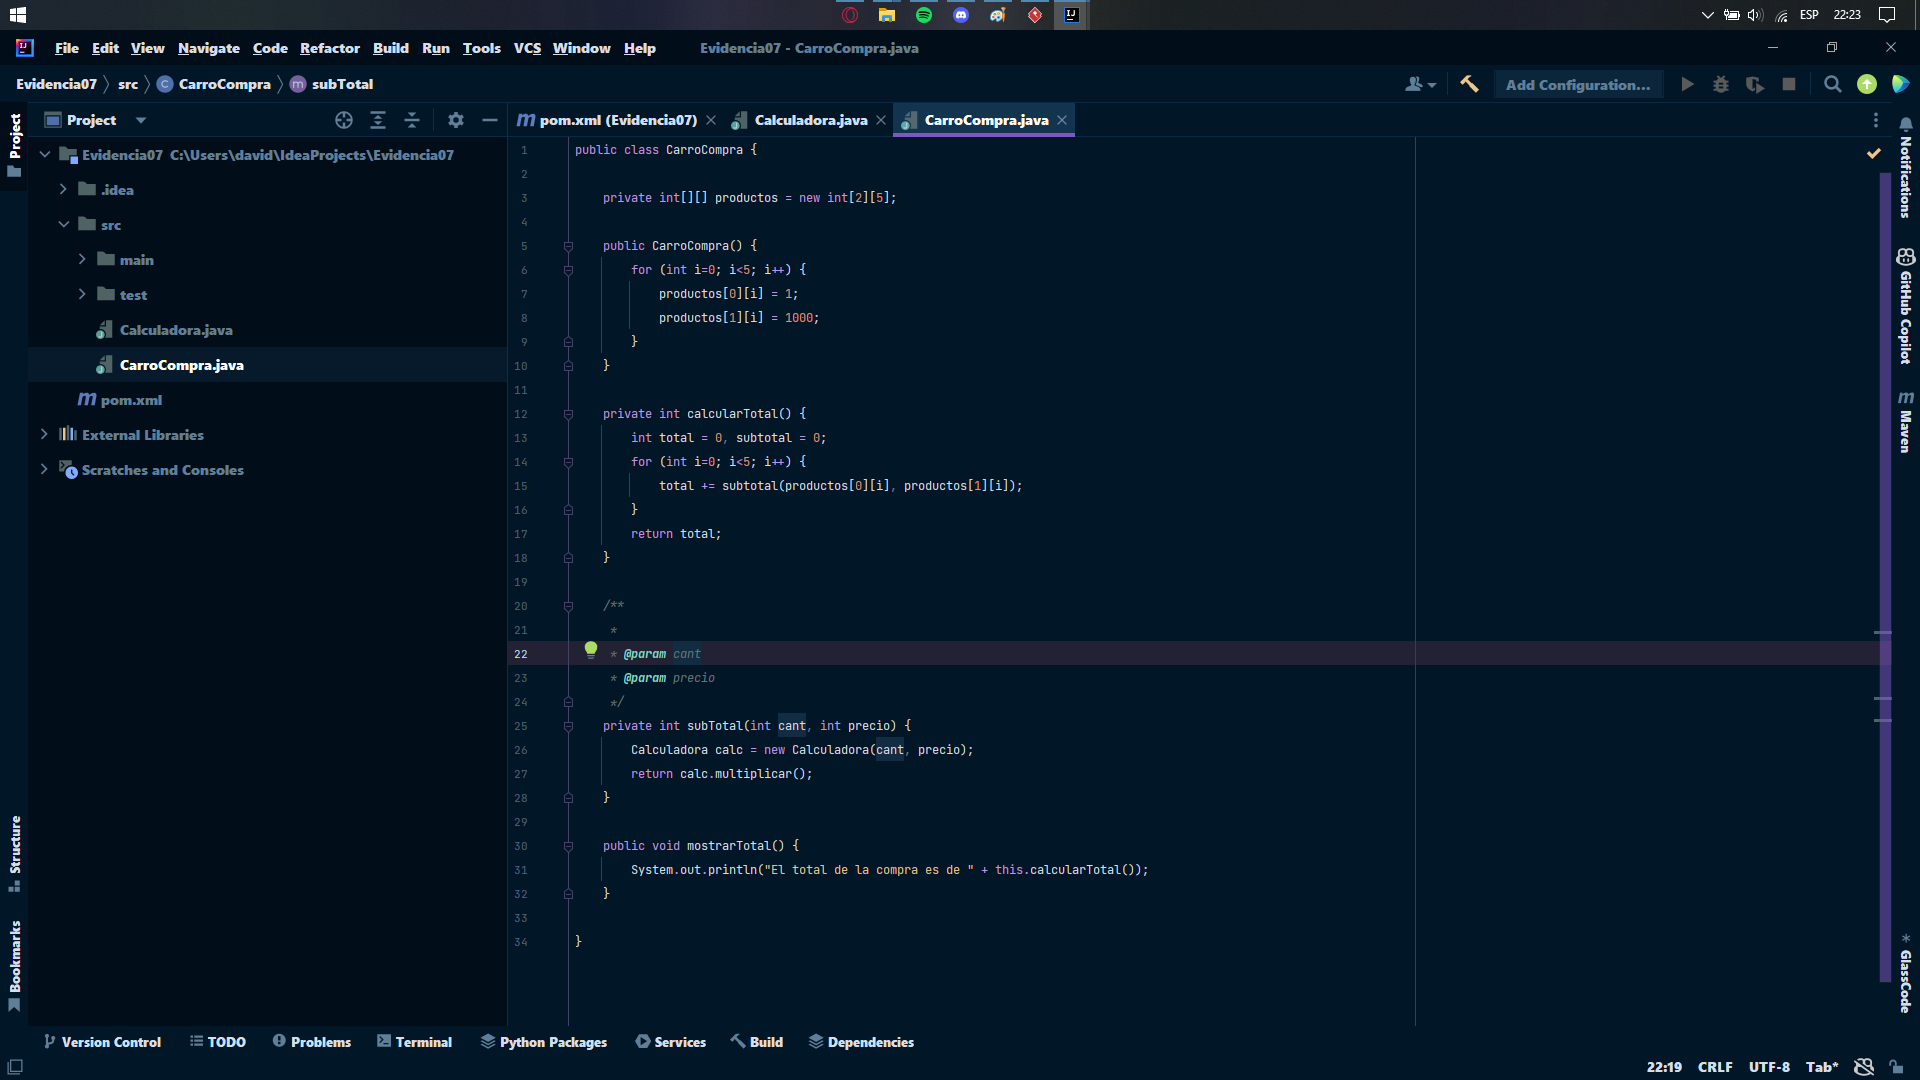 ESP 22:23
File Edit View Navigate Code Refactor Build Run Tools VCS Window Help Evidencia07 - CarroCompra.java
Evidencia07 src CarroCompra subTotal Add Configuration...
Project
Project
pom.xml (Evidencia07) Calculadora.java CarroCompra.java
Evidencia07 C:\Users\david\IdeaProjects\Evidencia07
.idea
src
main
test
Calculadora.java
CarroCompra.java
pom.xml
External Libraries
Scratches and Consoles
1 public class CarroCompra {
2
3 private int[][] productos = new int[2][5];
4
5 public CarroCompra() {
6 for (int i=0; i<5; i++) {
7 productos[0][i] = 1;
8 productos[1][i] = 1000;
9 }
10 }
11
12 private int calcularTotal() {
13 int total = 0, subtotal = 0;
14 for (int i=0; i<5; i++) {
15 total += subtotal(productos[0][i], productos[1][i]);
16 }
17 return total;
18 }
19
20 /**
21 *
22 * @param cant
23 * @param precio
24 */
25 private int subTotal(int cant, int precio) {
26 Calculadora calc = new Calculadora(cant, precio);
27 return calc.multiplicar();
28 }
29
30 public void mostrarTotal() {
31 System.out.println("El total de la compra es de " + this.calcularTotal());
32 }
33
34 }
Notifications
GitHub Copilot
Maven
GlassCode
Structure
Bookmarks
Version Control TODO Problems Terminal Python Packages Services Build Dependencies
22:19 CRLF UTF-8 Tab*